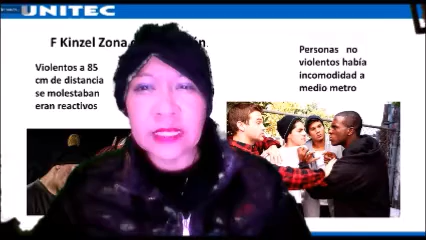 UNITEC
F Kinzel Zona
Personas no
violentos había
incomodidad a
medio metro
Violentos a 85
cm de distancia
se molestaban
eran reactivos